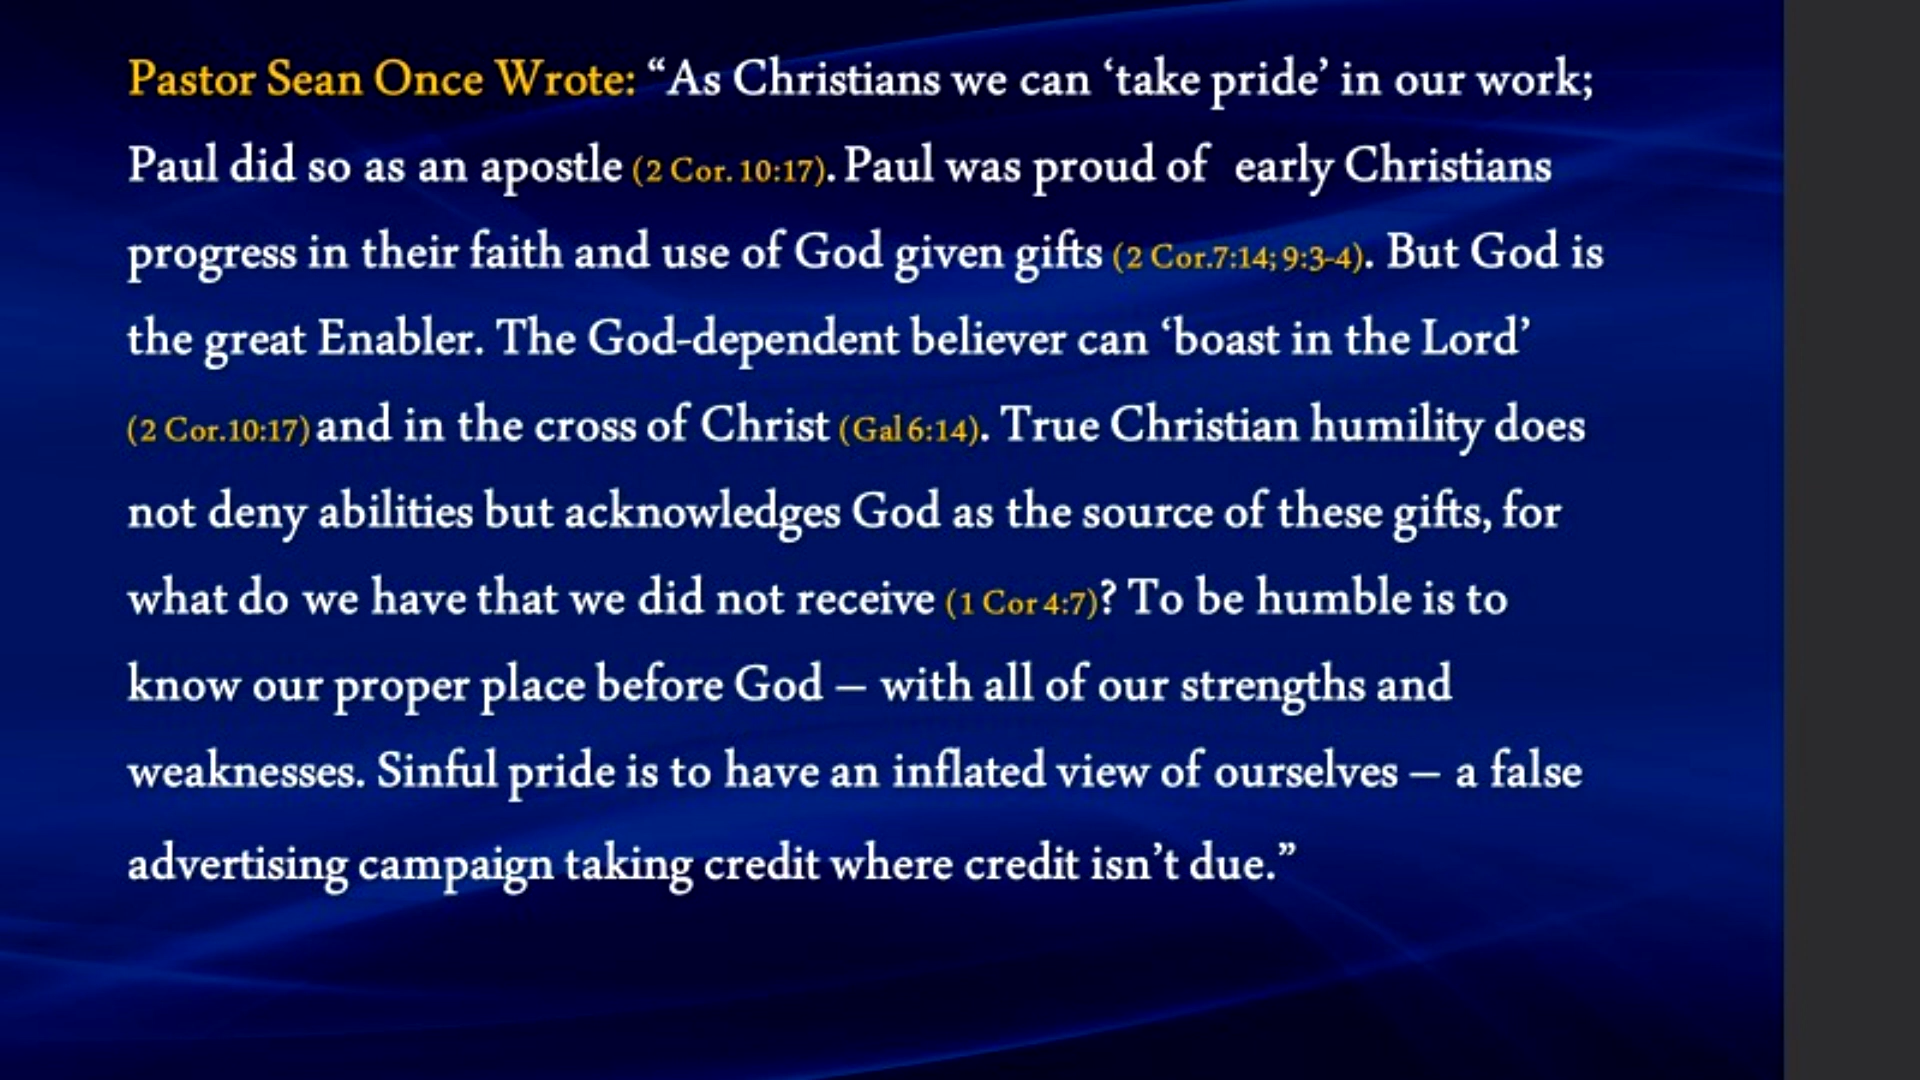 Pastor Sean Once Wrote: “As Christians we can ‘take pride’ in our work;
Paul did so as an apostle (2 Cor. 10:17). Paul was proud of early Christians
progress in their faith and use of God given gifts (2 Cor.7:14; 9:3-4). But God is
the great Enabler. The God-dependent believer can ‘boast in the Lord’
(2 Cor.10:17) and in the cross of Christ (Gal 6:14). True Christian humility does
not deny abilities but acknowledges God as the source of these gifts, for
what do we have that we did not receive (1 Cor 4:7)? To be humble is to
know our proper place before God – with all of our strengths and
weaknesses. Sinful pride is to have an inflated view of ourselves – a false
advertising campaign taking credit where credit isn’t due.”